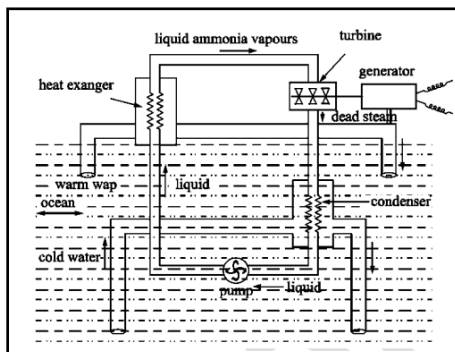 liquid ammonia vapours
turbine
heat exanger
generator
dead steam
warm wap
liquid
ocean
condenser
cold water
pump
liquid